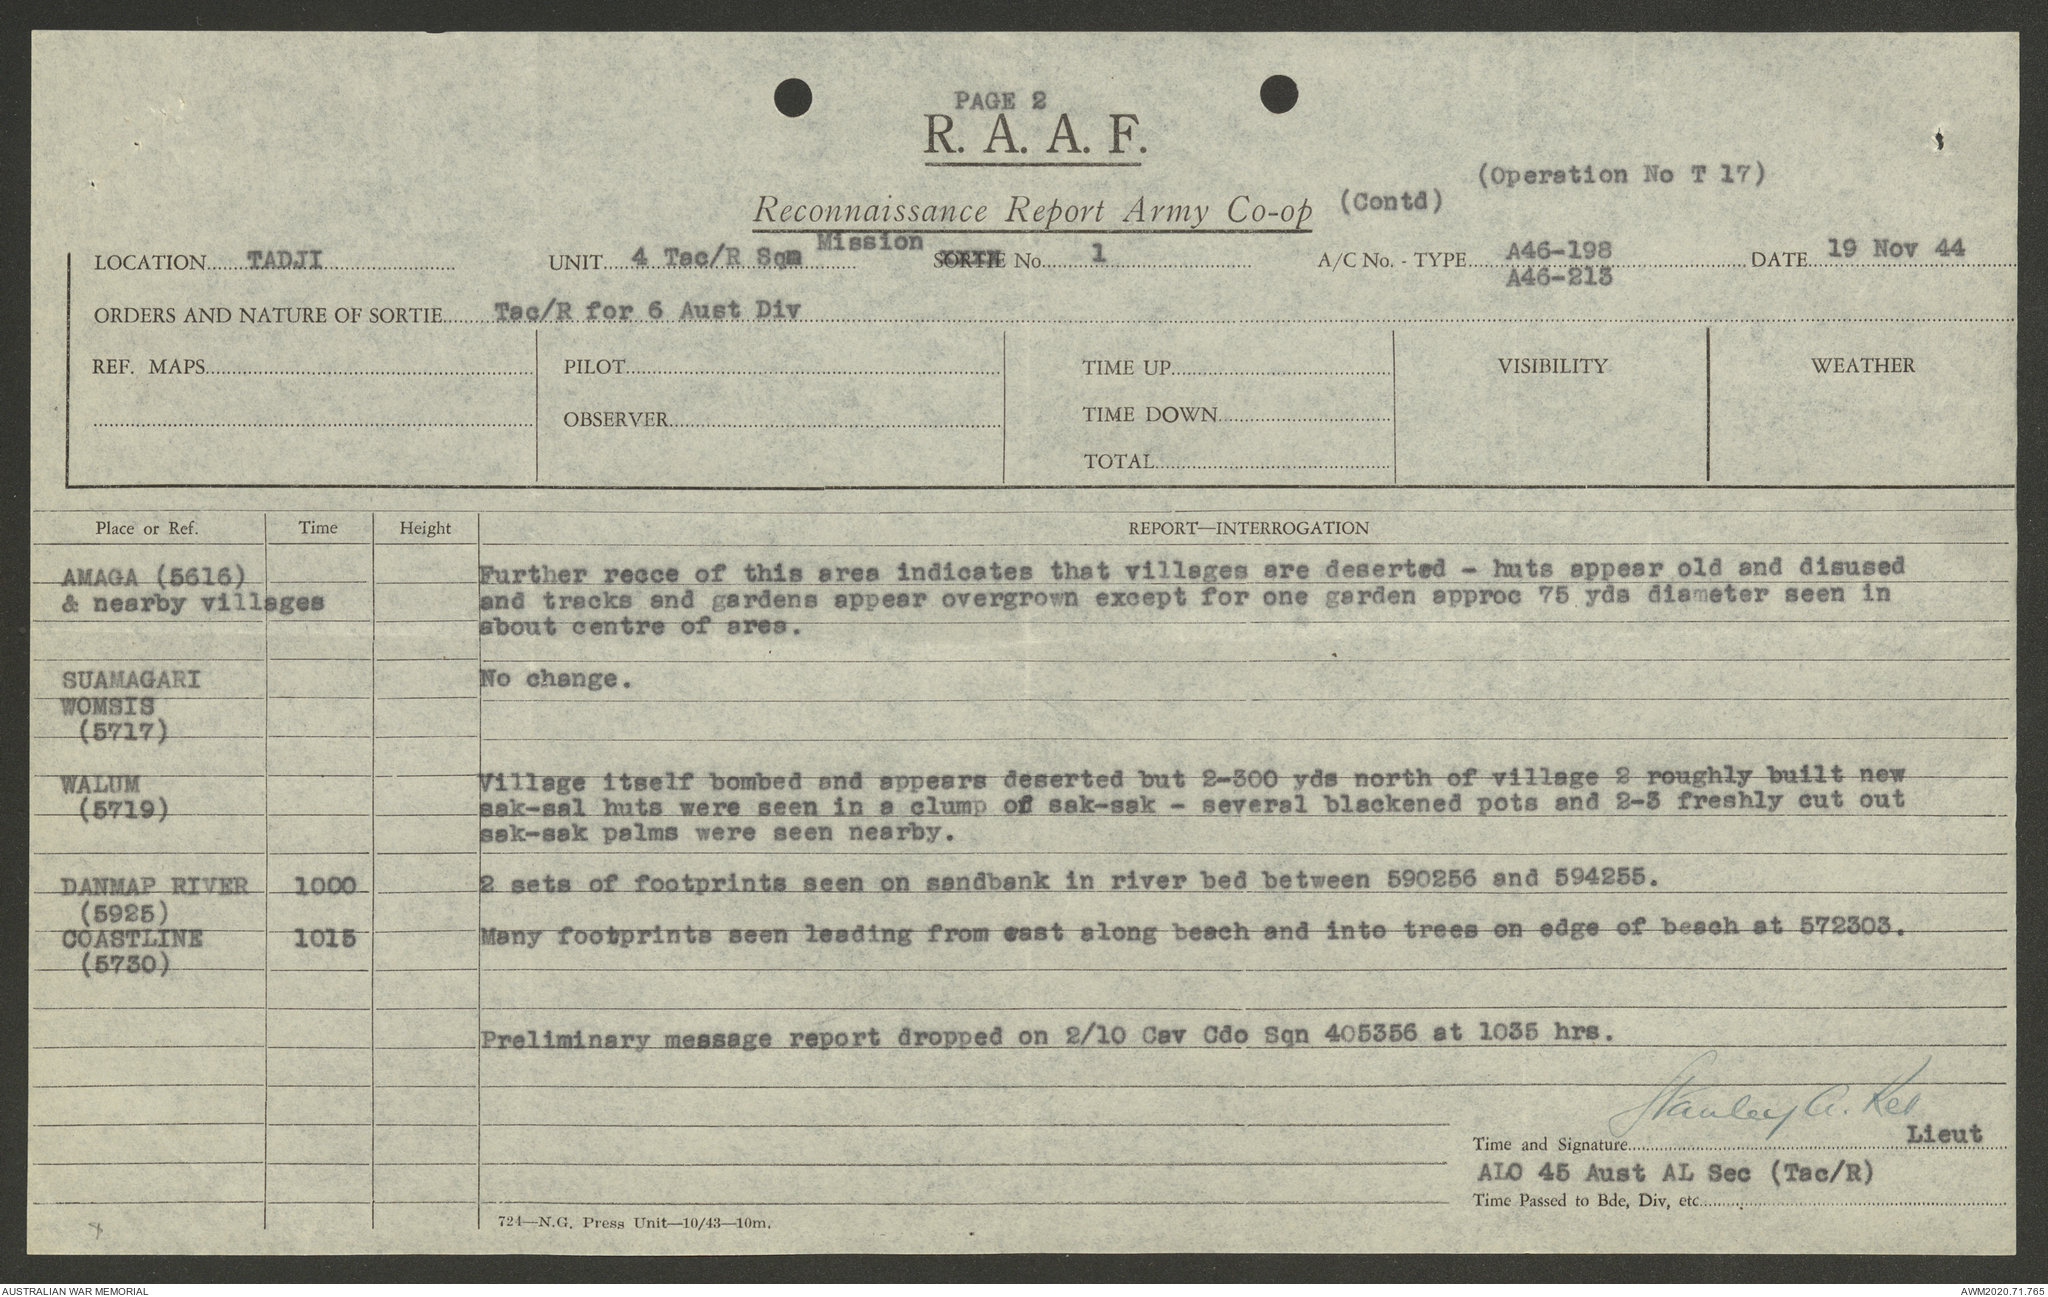 PAGE 2
R. A. A. F.
(Operation No T 17)
Reconnaissance Report Army Co-op (Contd)
LOCATION TADJI UNIT 4 Tac/R Sqn Mission SORTIE No. 1 A/C No. - TYPE A46-198 DATE 19 Nov 44
A46-213
ORDERS AND NATURE OF SORTIE Tac/R for 6 Aust Div
REF. MAPS PILOT TIME UP VISIBILITY WEATHER
OBSERVER TIME DOWN
TOTAL
Place or Ref. Time Height REPORT—INTERROGATION
AMAGA (5616) Further recce of this area indicates that villages are deserted - huts appear old and disused
& nearby villages and tracks and gardens appear overgrown except for one garden approc 75 yds diameter seen in
about centre of area.
SUAMAGARI No change.
WOMSIS
(5717)
WALUM Village itself bombed and appears deserted but 2-300 yds north of village 2 roughly built new
(5719) sak-sal huts were seen in a clump of sak-sak - several blackened pots and 2-3 freshly cut out
sak-sak palms were seen nearby.
DANMAP RIVER 1000 2 sets of footprints seen on sandbank in river bed between 590256 and 594255.
(5925)
COASTLINE 1015 Many footprints seen leading from east along beach and into trees on edge of beach at 572303.
(5730)
Preliminary message report dropped on 2/10 Cav Cdo Sqn 405356 at 1035 hrs.
Stanley A.
Time and Signature Lieut
ALO 45 Aust AL Sec (Tac/R)
Time Passed to Bde, Div, etc.
724—N.G. Press Unit—10/43—10m.
AUSTRALIAN WAR MEMORIAL AWM2020.71.765